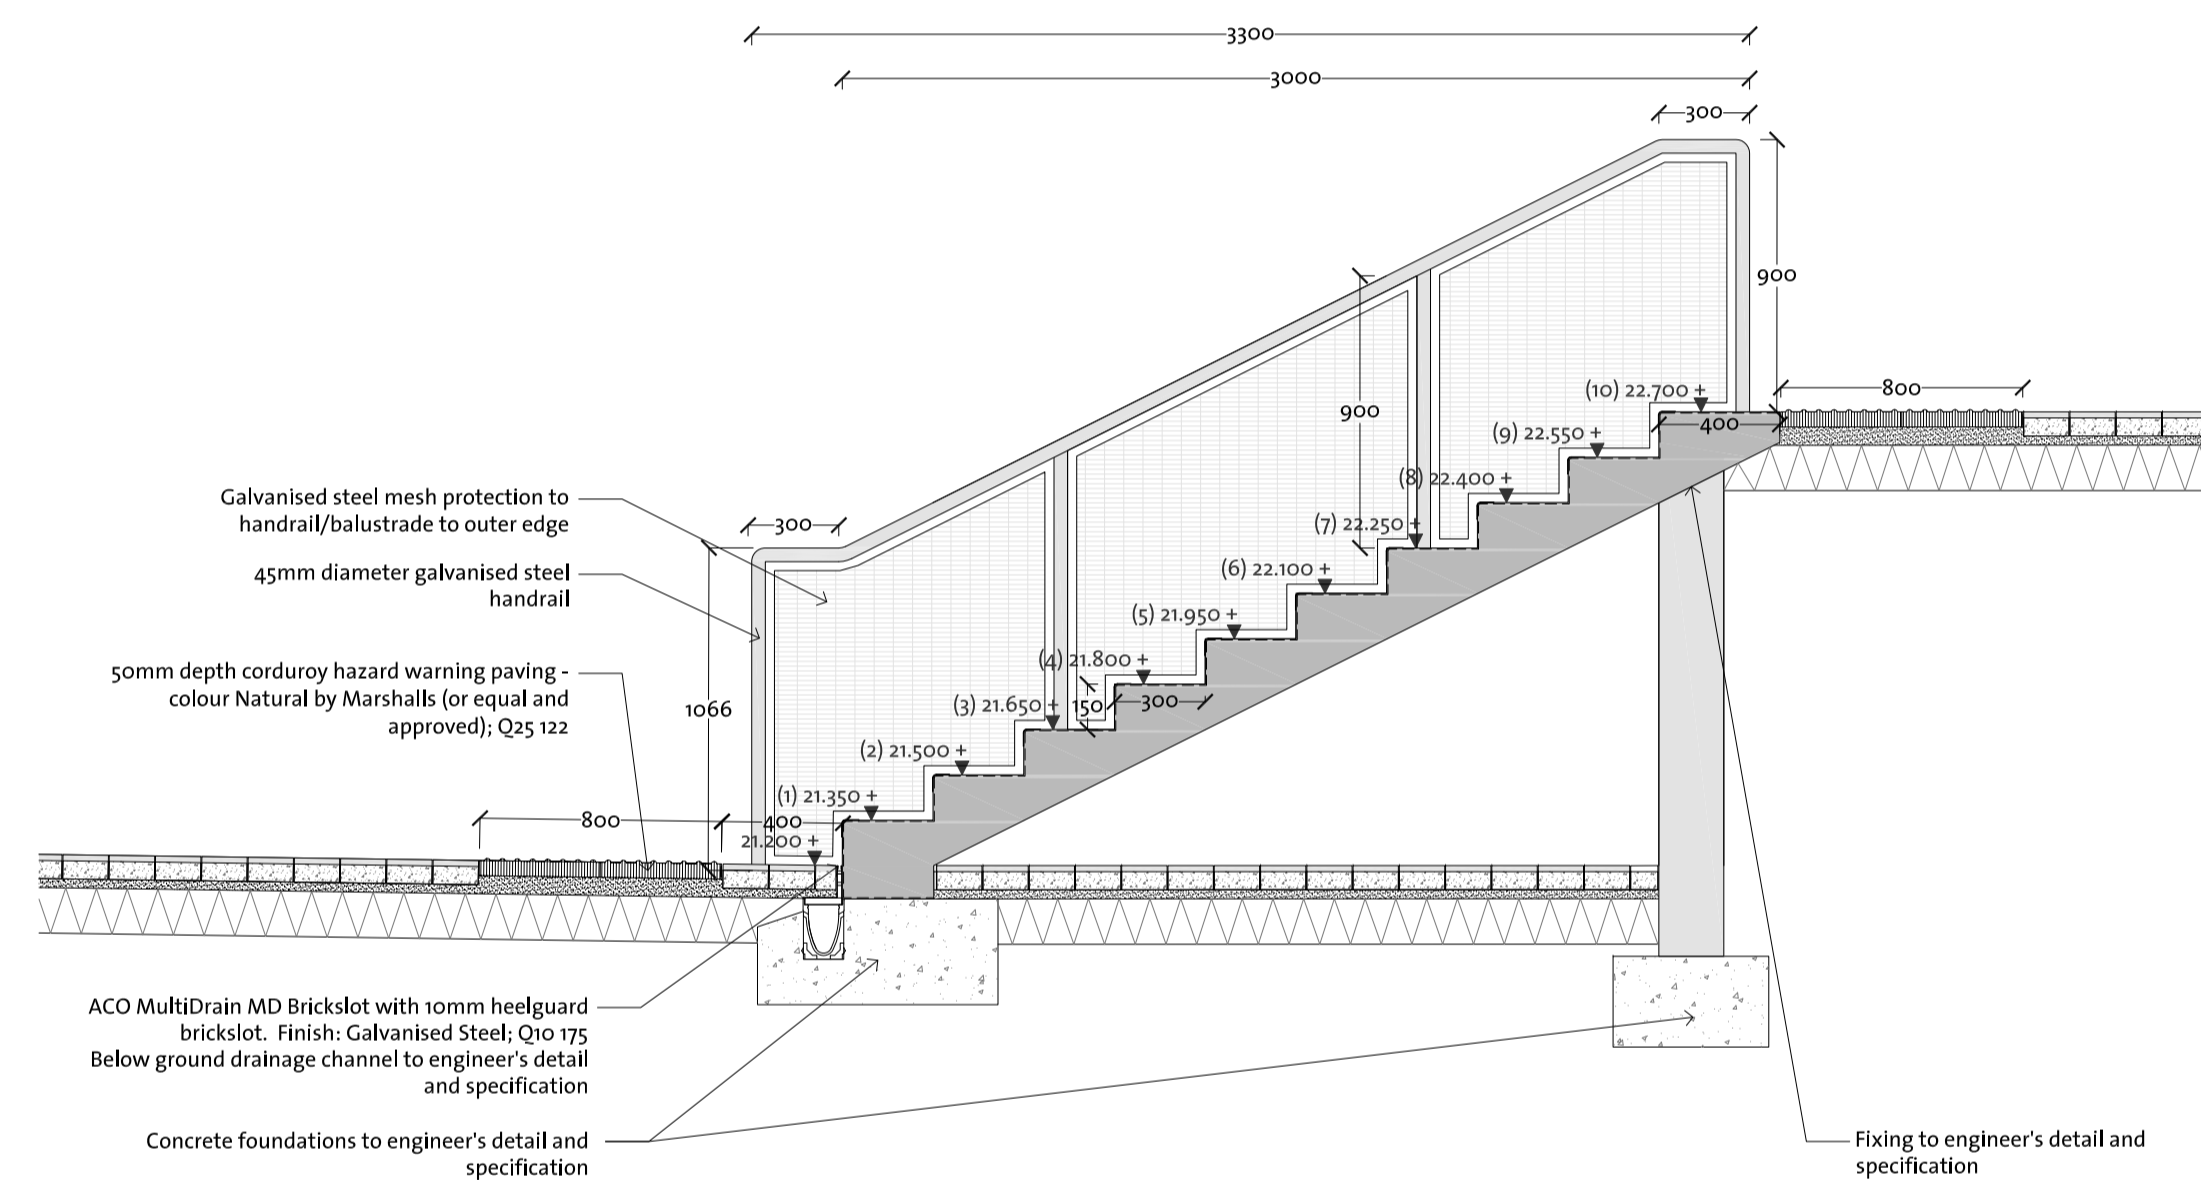 3300
3000
300
900
(10) 22.700 +
800
400
(9) 22.550 +
900
(8) 22.400 +
(7) 22.250 +
Galvanised steel mesh protection to
handrail/balustrade to outer edge
300
45mm diameter galvanised steel
handrail
(6) 22.100 +
(5) 21.950 +
50mm depth corduroy hazard warning paving -
colour Natural by Marshalls (or equal and
approved); Q25 122
(4) 21.800 +
1066
(3) 21.650 +
150
300
(2) 21.500 +
(1) 21.350 +
800
400
21.200 +
ACO MultiDrain MD Brickslot with 10mm heelguard
brickslot. Finish: Galvanised Steel; Q10 175
Below ground drainage channel to engineer's detail
and specification
Concrete foundations to engineer's detail and
specification
Fixing to engineer's detail and
specification